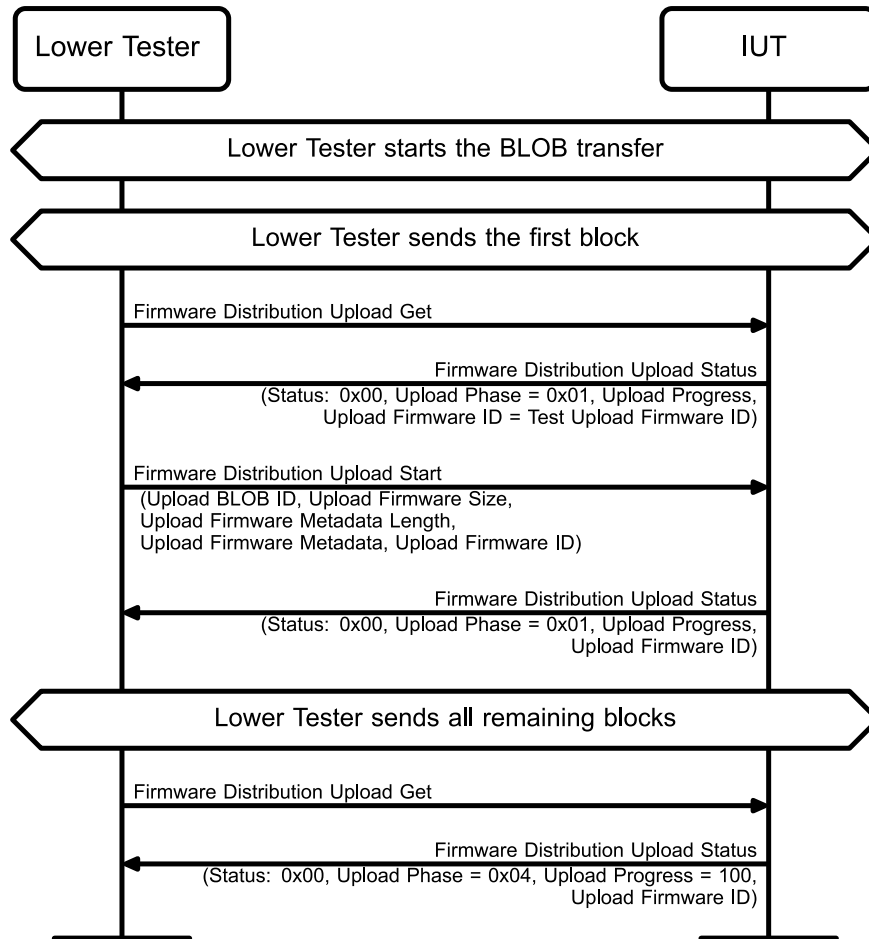 Lower Tester
IUT
Lower Tester starts the BLOB transfer
Lower Tester sends the first block
Firmware Distribution Upload Get
Firmware Distribution Upload Status
(Status: 0x00, Upload Phase = 0x01, Upload Progress,
Upload Firmware ID = Test Upload Firmware ID)
Firmware Distribution Upload Start
(Upload BLOB ID, Upload Firmware Size,
Upload Firmware Metadata Length,
Upload Firmware Metadata, Upload Firmware ID)
Firmware Distribution Upload Status
(Status: 0x00, Upload Phase = 0x01, Upload Progress,
Upload Firmware ID)
Lower Tester sends all remaining blocks
Firmware Distribution Upload Get
Firmware Distribution Upload Status
(Status: 0x00, Upload Phase = 0x04, Upload Progress = 100,
Upload Firmware ID)